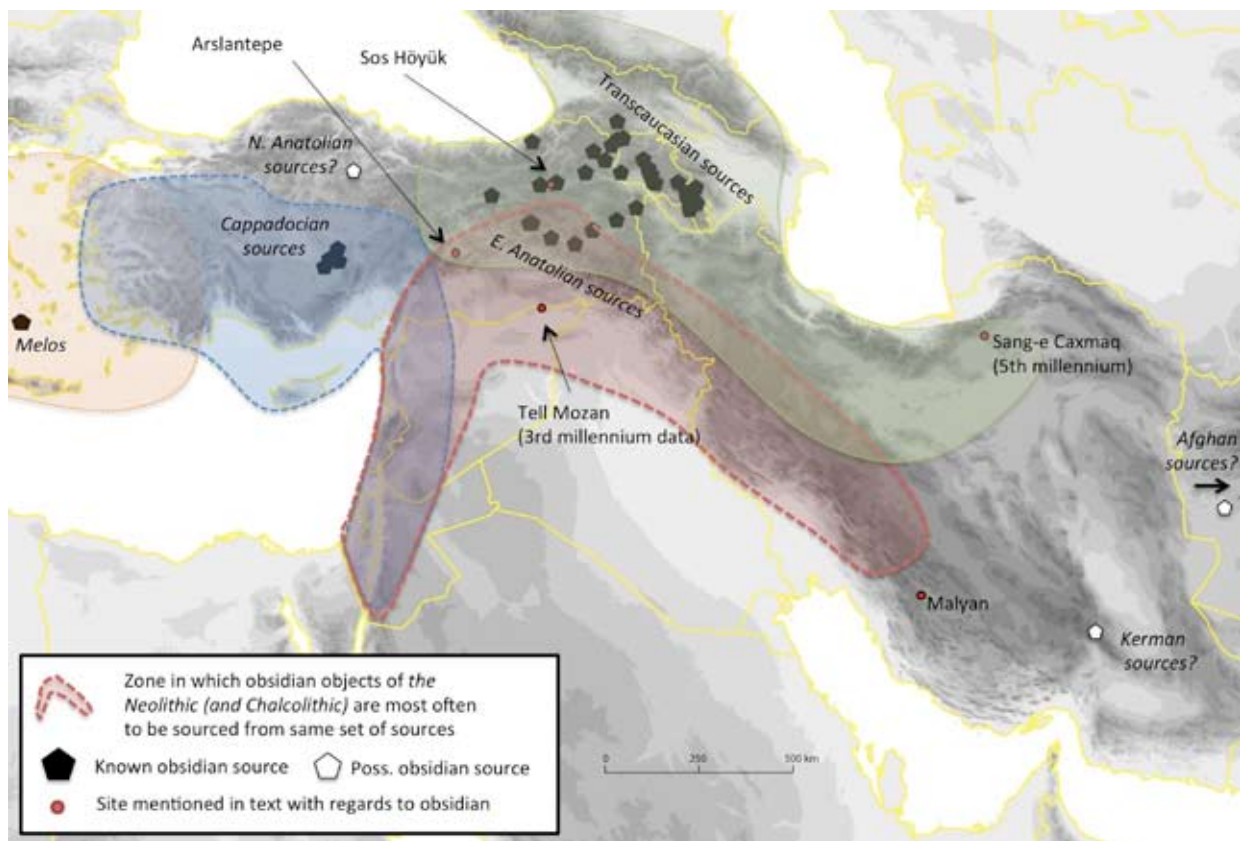 Arslantepe
Sos Höyük
Transcaucasian sources
N. Anatolian
sources?
Cappadocian
sources
E. Anatolian sources
Melos
Sang-e Caxmaq
(5th millennium)
Tell Mozan
(3rd millennium data)
Afghan
sources?
Malyan
Kerman
sources?
Zone in which obsidian objects of the
Neolithic (and Chalcolithic) are most often
to be sourced from same set of sources
Known obsidian source
Poss. obsidian source
Site mentioned in text with regards to obsidian
0 250 500 km